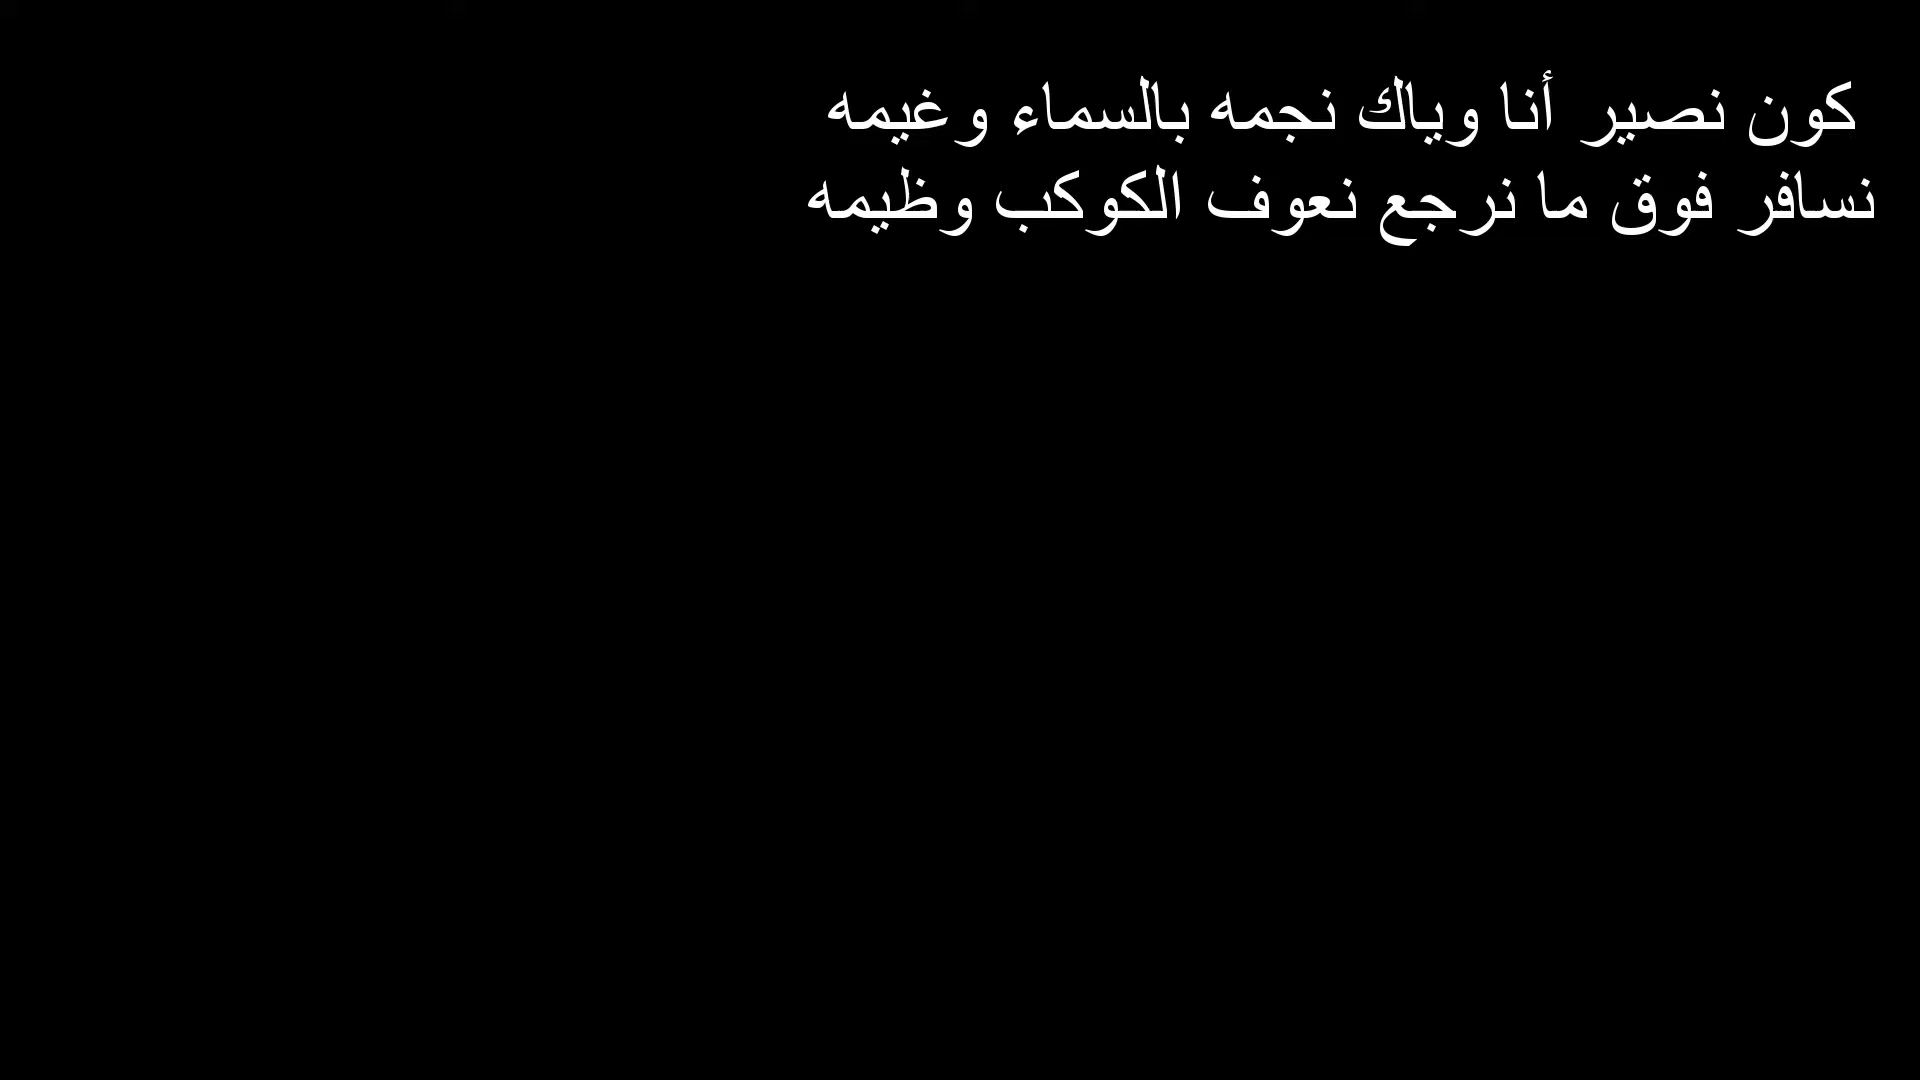 كون نصير أنا وياك نجمه بالسماء وغيمه
نسافر فوق ما نرجع نعوف الكوكب وظيمه